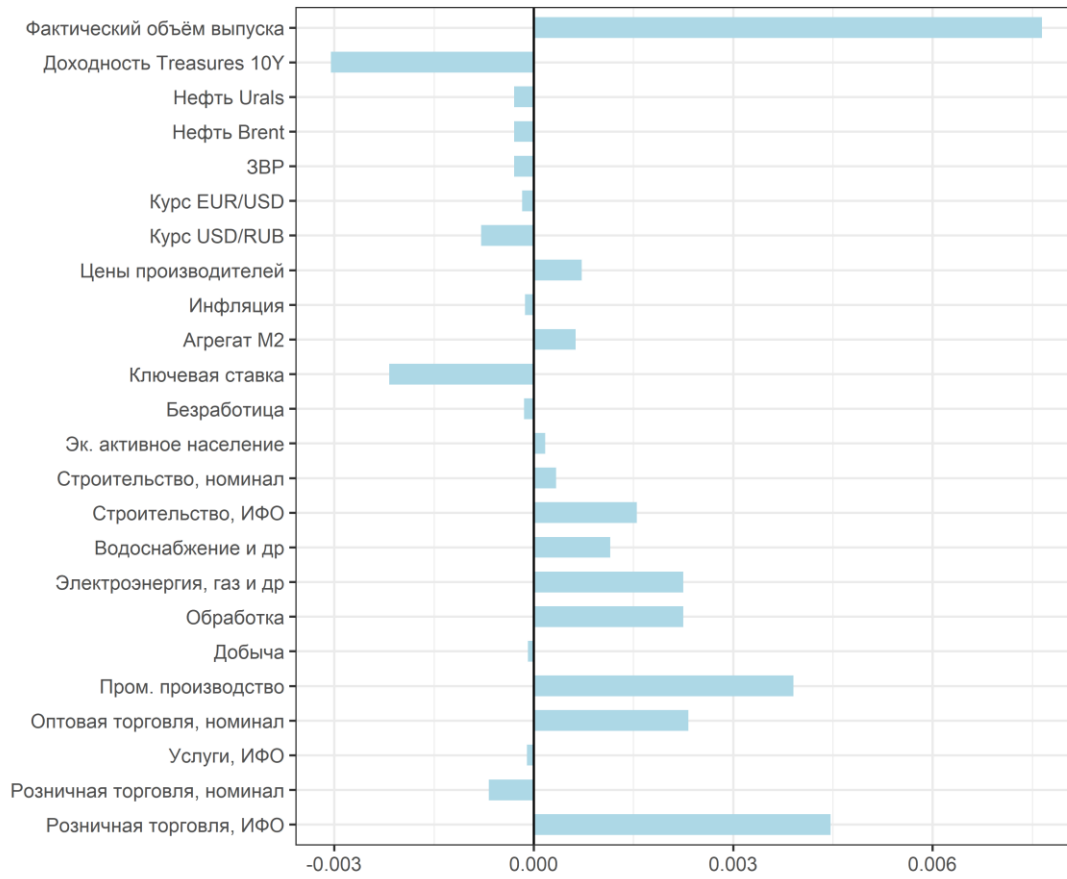 Фактический объём выпуска
Доходность Treasures 10Y
Нефть Urals
Нефть Brent
ЗВР
Курс EUR/USD
Курс USD/RUB
Цены производителей
Инфляция
Агрегат М2
Ключевая ставка
Безработица
Эк. активное население
Строительство, номинал
Строительство, ИФО
Водоснабжение и др
Электроэнергия, газ и др
Обработка
Добыча
Пром. производство
Оптовая торговля, номинал
Услуги, ИФО
Розничная торговля, номинал
Розничная торговля, ИФО
-0.003 0.000 0.003 0.006